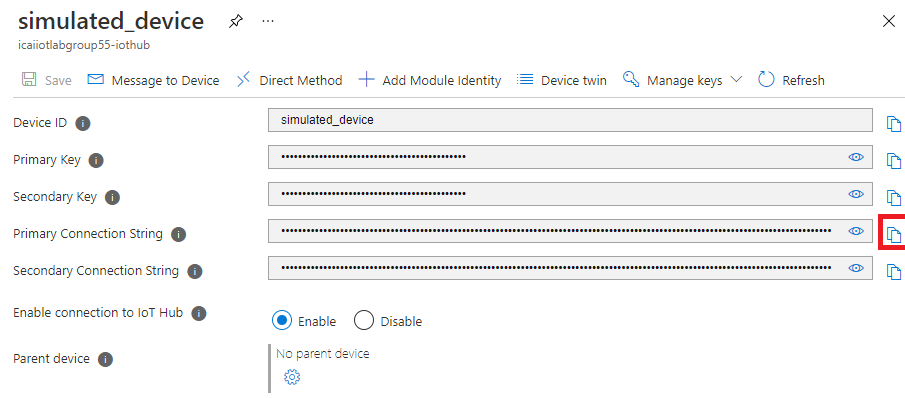 simulated_device
icaiiotlabgroup55-iothub
Save Message to Device Direct Method Add Module Identity Device twin Manage keys Refresh
Device ID simulated_device
Primary Key ••••••••••••••••••••••••••••••••••••••••••••
Secondary Key ••••••••••••••••••••••••••••••••••••••••••••
Primary Connection String ••••••••••••••••••••••••••••••••••••••••••••••••••••••••••••••••••••••••••••••••••••••••••••••••••••••••••••••••••••••••••••••••••••
Secondary Connection String ••••••••••••••••••••••••••••••••••••••••••••••••••••••••••••••••••••••••••••••••••••••••••••••••••••••••••••••••••••••••••••••••••••
Enable connection to IoT Hub Enable Disable
Parent device No parent device